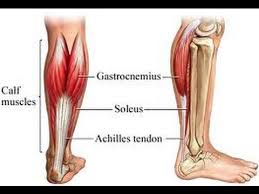 Calf
muscles
Gastrocnemius
Soleus
Achilles tendon